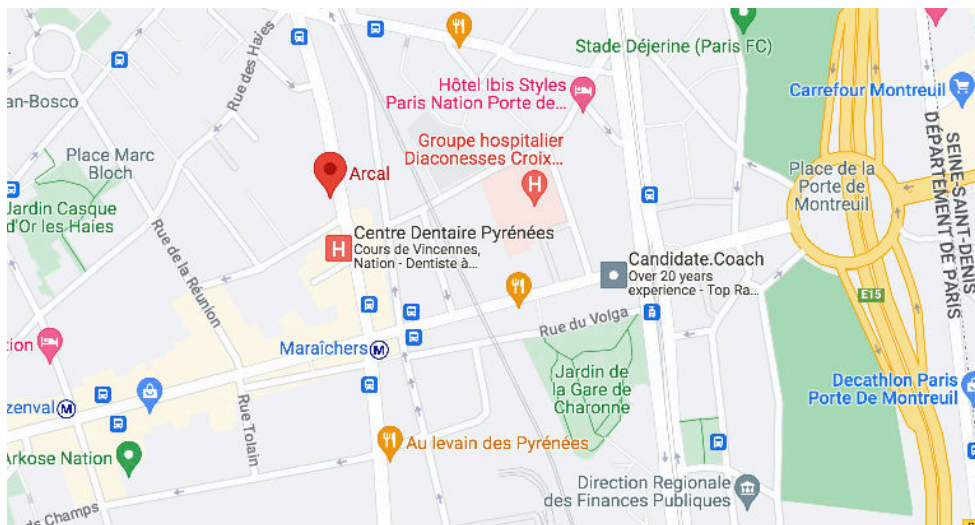 Stade Déjerine (Paris FC)
Rue des Haies
Hôtel Ibis Styles
Paris Nation Porte de...
Carrefour Montreuil
an-Bosco
Groupe hospitalier
Diaconesses Croix...
H
Place Marc
Bloch
Arcal
Place de la
Porte de
Montreuil
SEINE-SAINT-DENIS
DÉPARTEMENT DE PARIS
Jardin Casque
d'Or les Haies
H
Centre Dentaire Pyrénées
Cours de Vincennes,
Nation - Dentiste à...
Candidate.Coach
Over 20 years
experience - Top Ra...
Rue de la Réunion
E15
Rue du Volga
tion
Maraîchers
M
Jardin de
la Gare de
Charonne
Decathlon Paris
Porte De Montreuil
zenval
M
Rue Tolain
Au levain des Pyrénées
Arkose Nation
Direction Regionale
des Finances Publiques
ds Champs